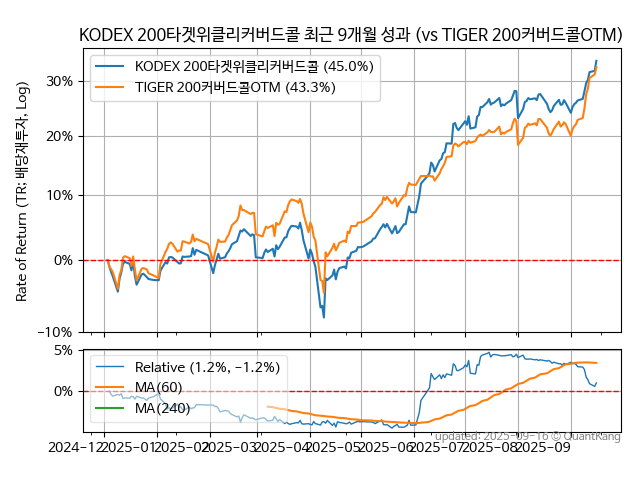 KODEX 200타겟위클리커버드콜 최근 9개월 성과 (vs TIGER 200커버드콜OTM)
Rate of Return (TR: 배당재투자, Log)
KODEX 200타겟위클리커버드콜 (45.0%)
TIGER 200커버드콜OTM (43.3%)
30%
20%
10%
0%
−10%
5%
0%
Relative (1.2%, −1.2%)
MA(60)
MA(240)
updated: 2025-09-16 © QuantKang
2024-12 2025-01 2025-02 2025-03 2025-04 2025-05 2025-06 2025-07 2025-08 2025-09